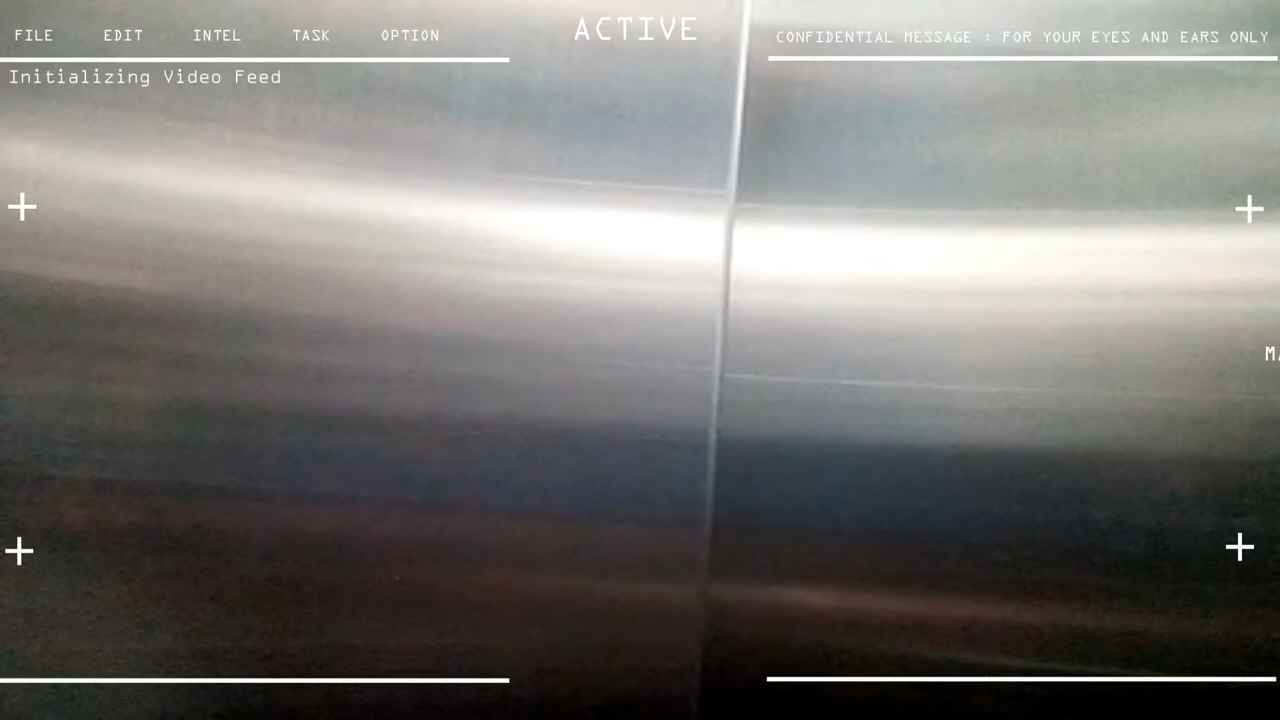 FILE EDIT INTEL TASK OPTION
ACTIVE
CONFIDENTIAL MESSAGE : FOR YOUR EYES AND EARS ONLY
Initializing Video Feed